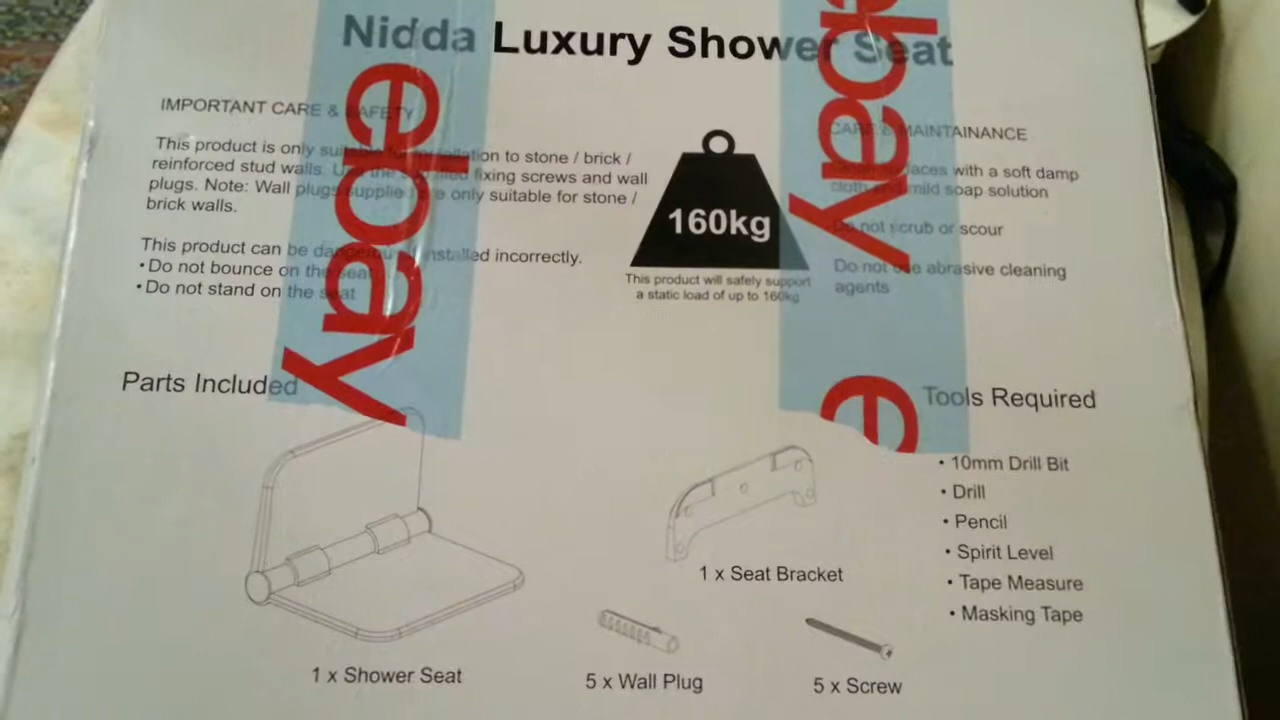 Nidda Luxury Shower Seat
ebay
ebay
e
IMPORTANT CARE & SAFETY
This product is only suitable for installation to stone / brick /
reinforced stud walls. Use the supplied fixing screws and wall
plugs. Note: Wall plugs supplied are only suitable for stone /
brick walls.
This product can be dangerous if installed incorrectly.
• Do not bounce on the seat
• Do not stand on the seat
160kg
This product will safely support
a static load of up to 160kg
CARE & MAINTAINANCE
surfaces with a soft damp
cloth and mild soap solution
Do not scrub or scour
Do not use abrasive cleaning
agents
Parts Included
1 x Shower Seat
1 x Seat Bracket
5 x Wall Plug
5 x Screw
Tools Required
• 10mm Drill Bit
• Drill
• Pencil
• Spirit Level
• Tape Measure
• Masking Tape